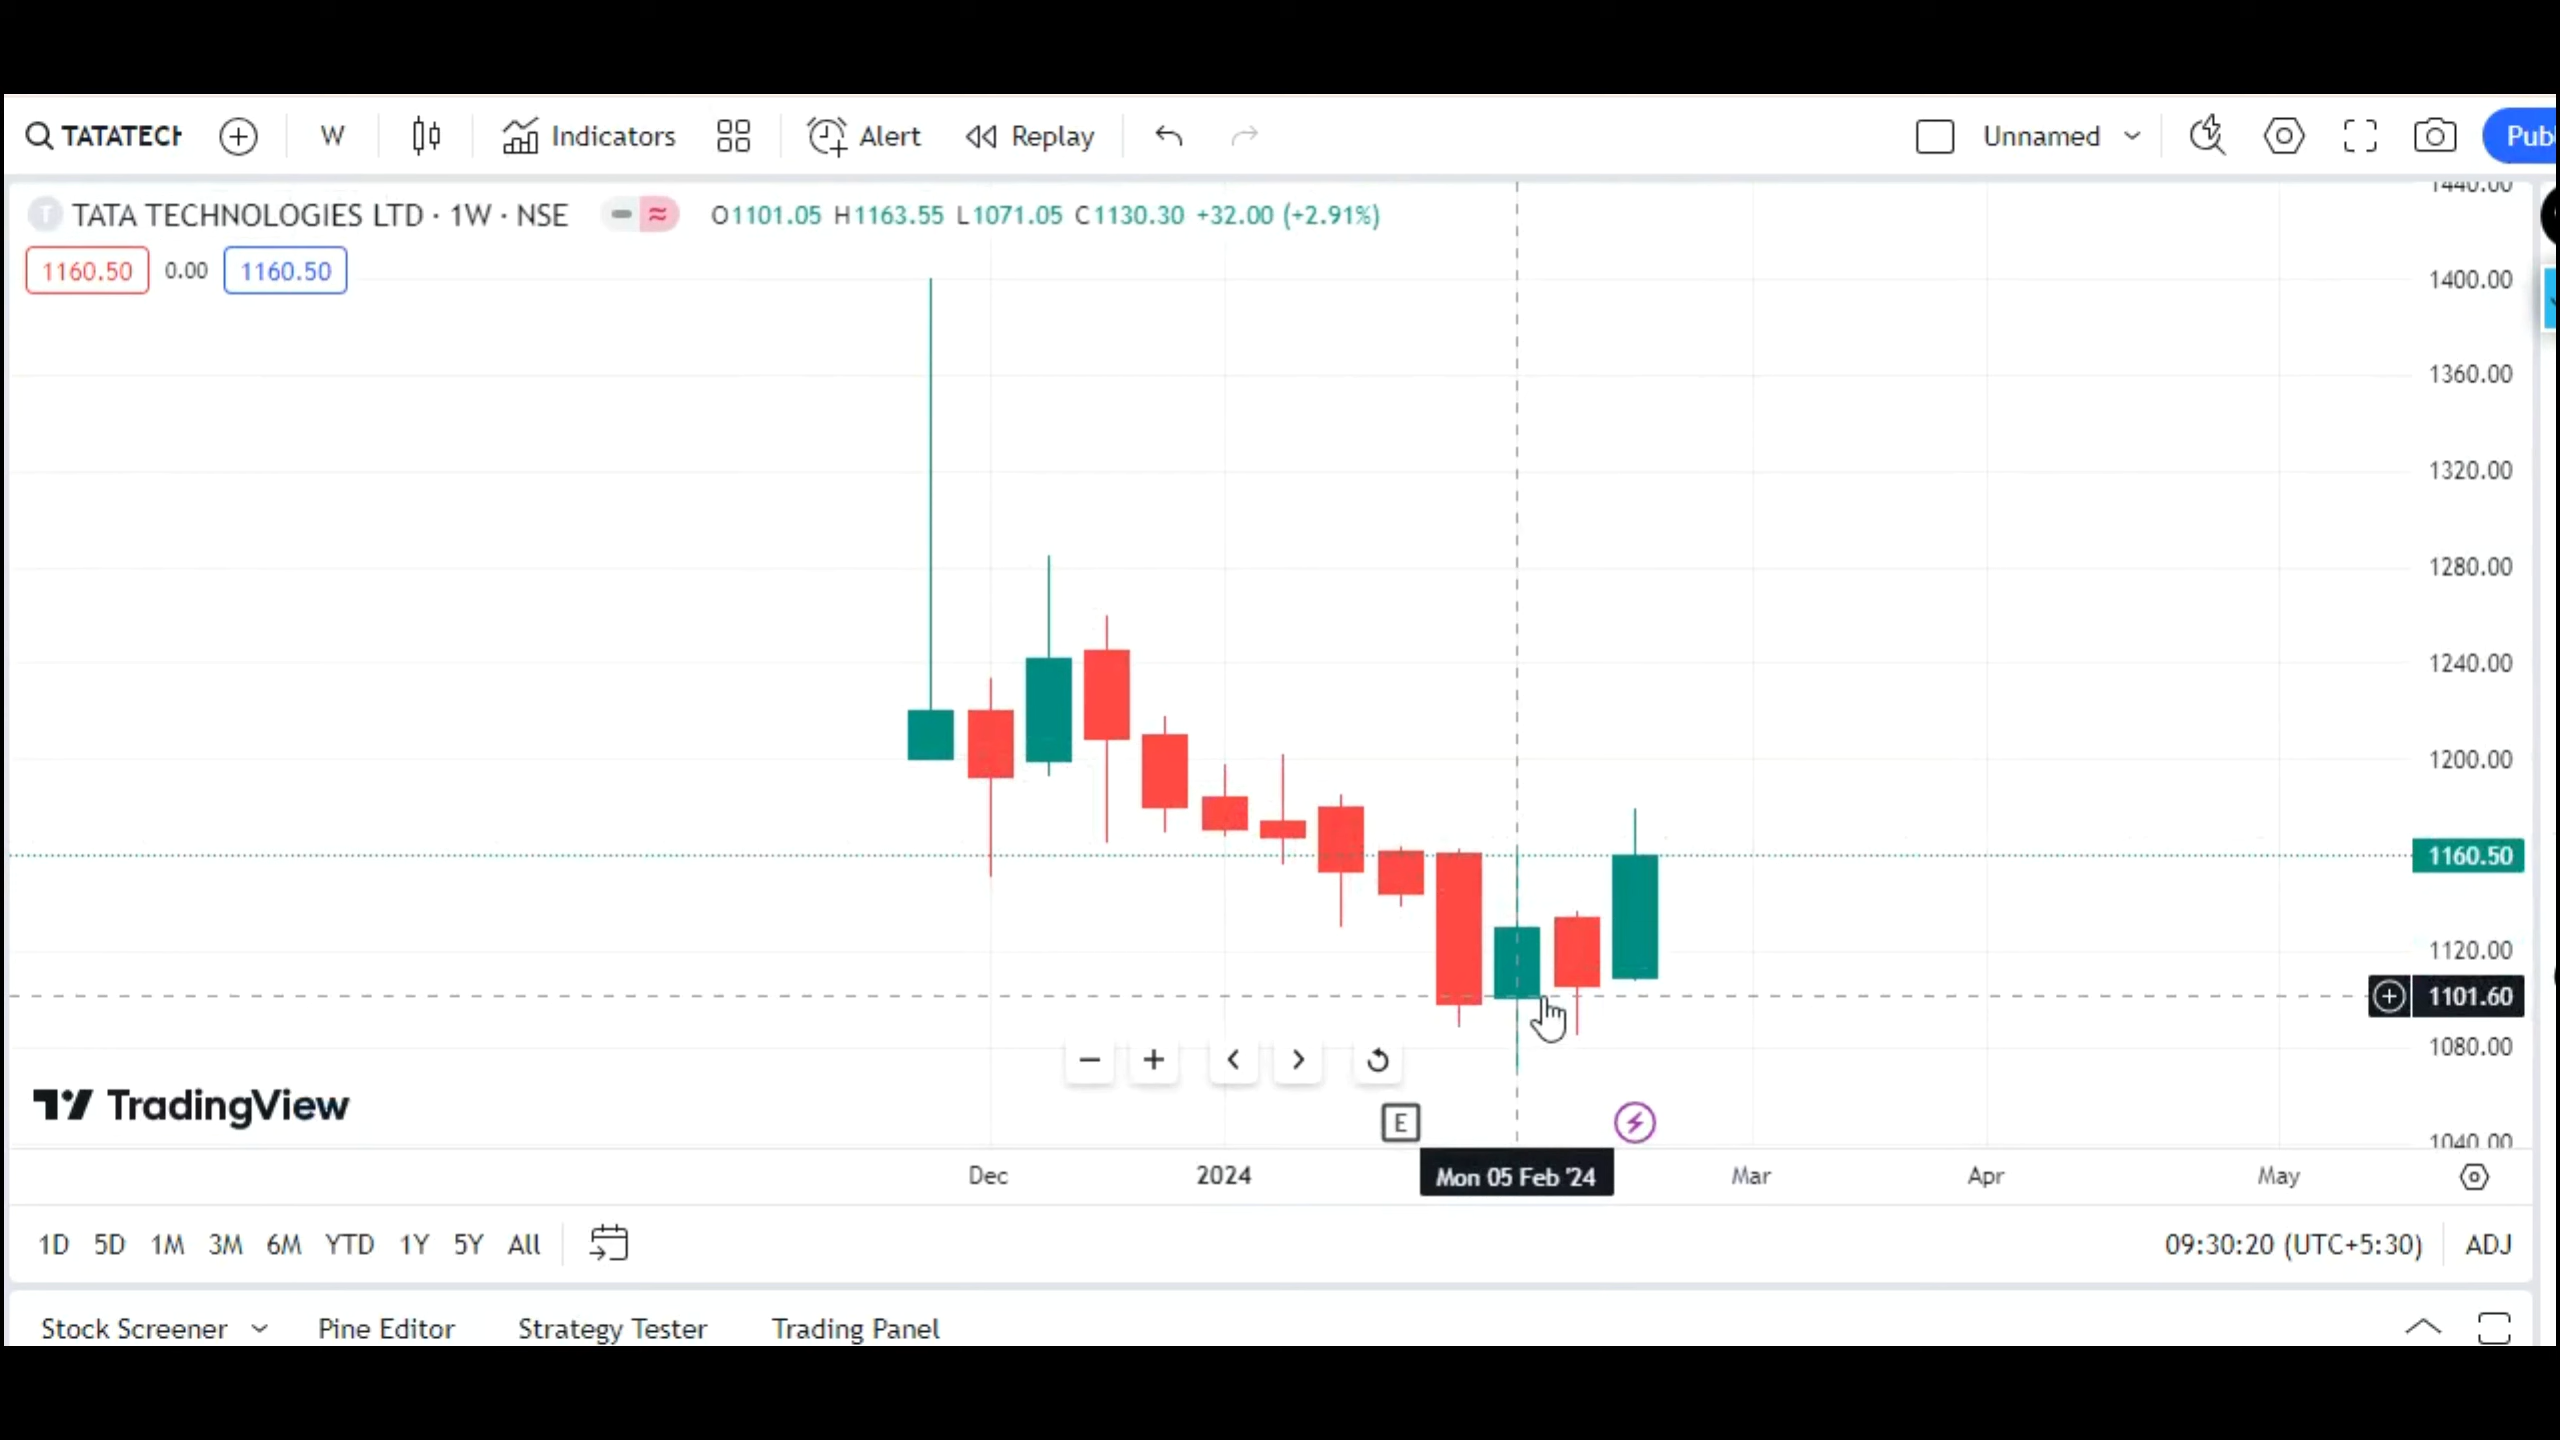 TATATECH W Indicators Alert Replay Unnamed
TATA TECHNOLOGIES LTD · 1W · NSE O1101.05 H1163.55 L1071.05 C1130.30 +32.00 (+2.91%)
1160.50 0.00 1160.50
1440.00
1400.00
1360.00
1320.00
1280.00
1240.00
1200.00
1160.50
1120.00
1101.60
1080.00
1040.00
TradingView
E
Dec 2024 Mon 05 Feb '24 Mar Apr May
1D 5D 1M 3M 6M YTD 1Y 5Y All 09:30:20 (UTC+5:30) ADJ
Stock Screener Pine Editor Strategy Tester Trading Panel